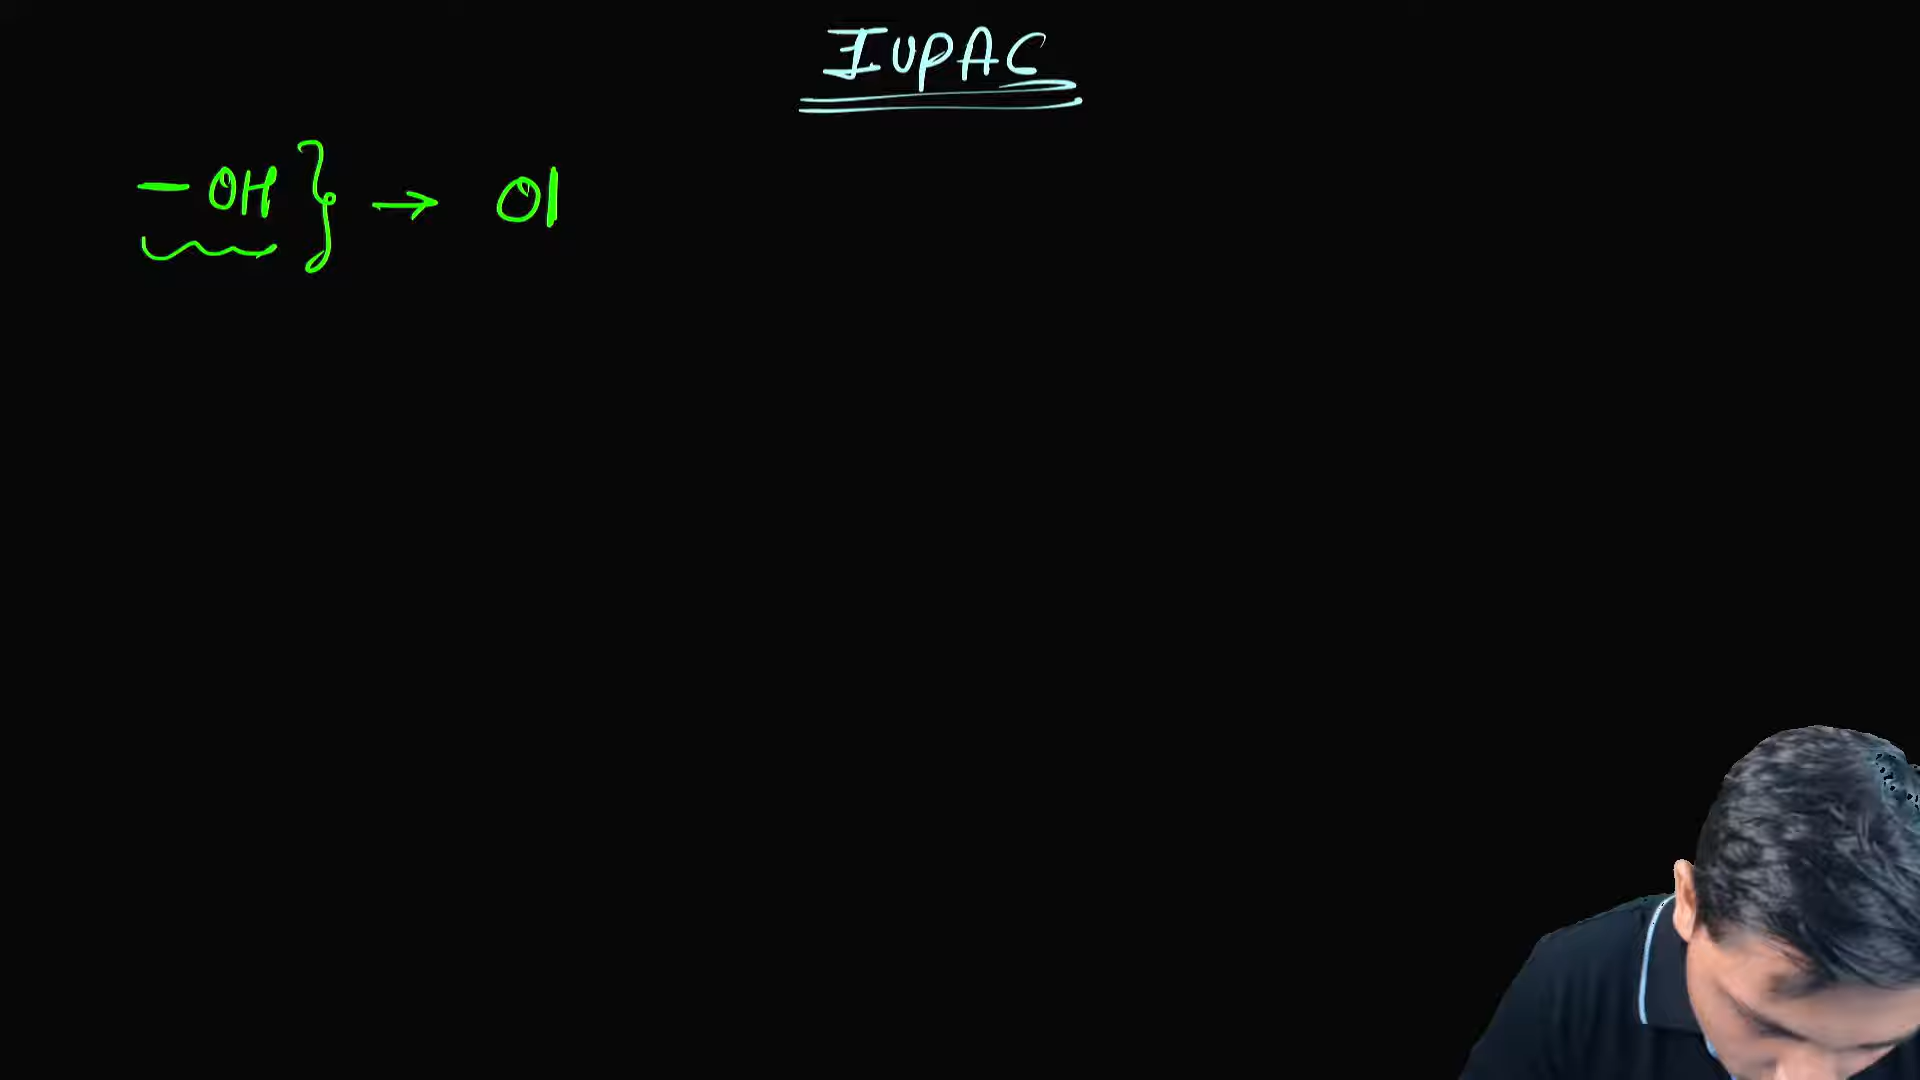 IUPAC
- OH } → Ol